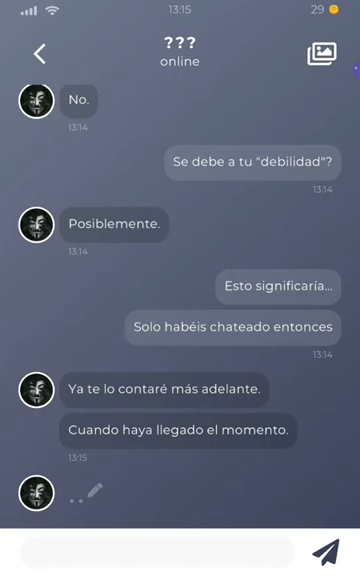 13:15
29
???
online
No.
13:14
Se debe a tu "debilidad"?
13:14
Posiblemente.
13:14
Esto significaría...
Solo habéis chateado entonces
13:14
Ya te lo contaré más adelante.
Cuando haya llegado el momento.
13:15